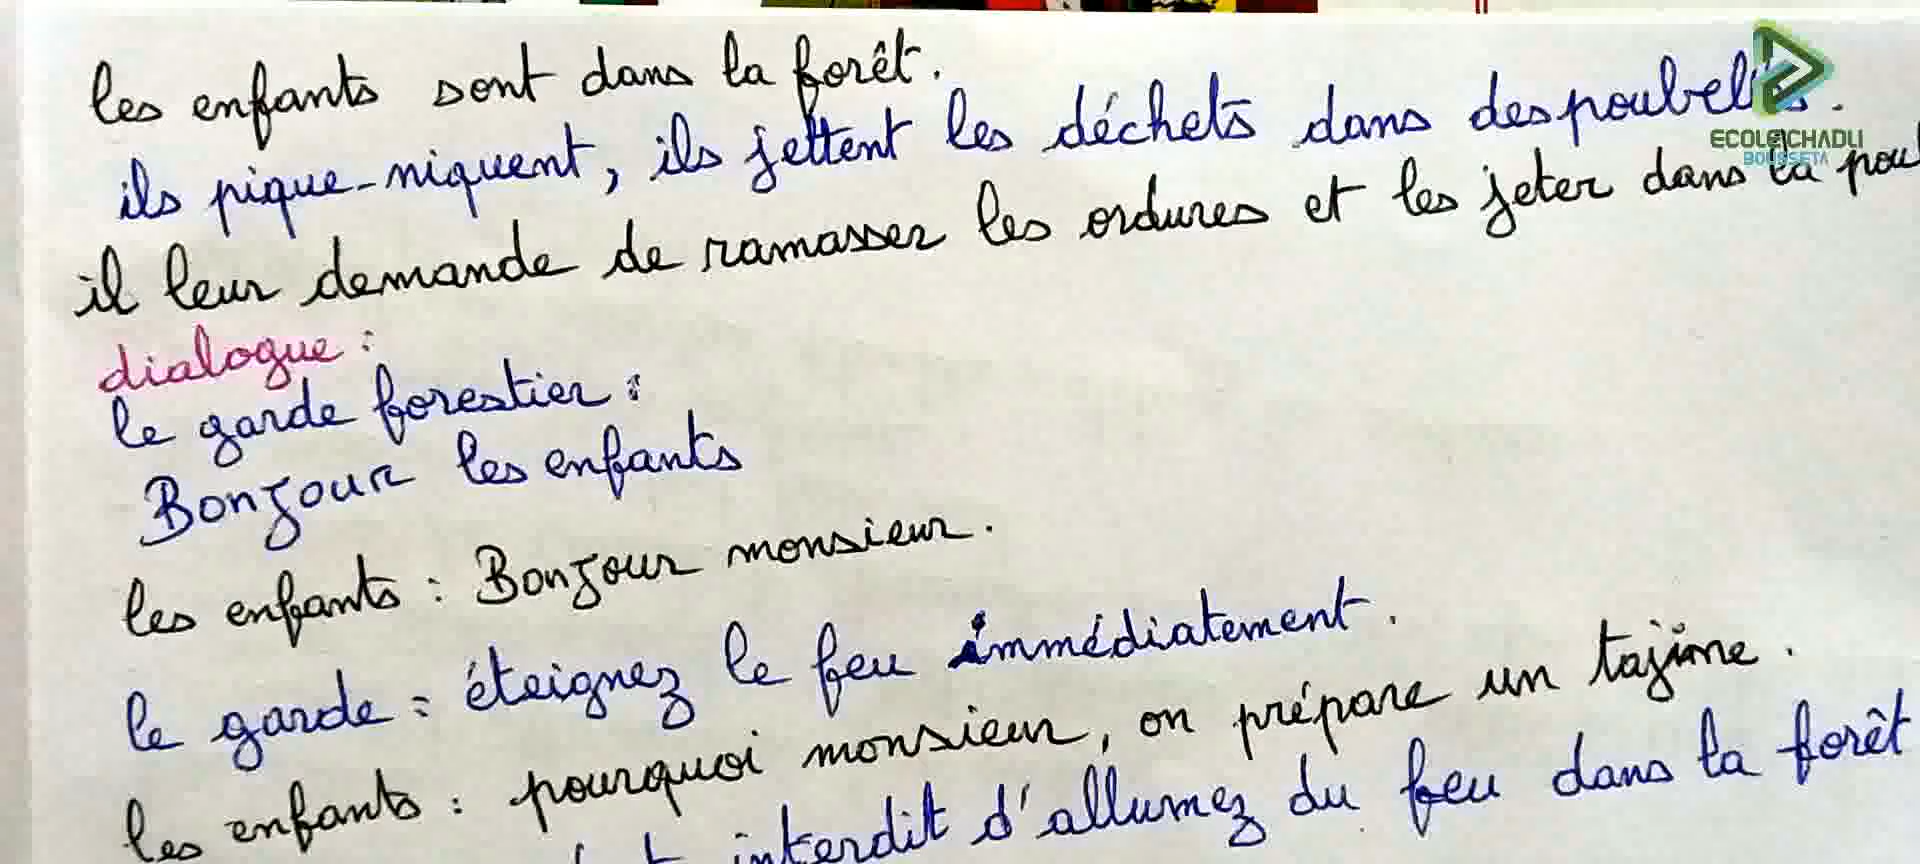 les enfants sont dans la forêt.
ils pique-niquent, ils jettent les déchets dans des poubelles.
il leur demande de ramasser les ordures et les jeter dans la
dialogue :
le garde forestier :
Bonjour les enfants
les enfants : Bonjour monsieur.
le garde : éteignez le feu immédiatement.
les enfants : pourquoi monsieur, on prépare un tajine.
interdit d'allumez du feu dans la forêt
ECOLE CHADLI
BOUSSETA